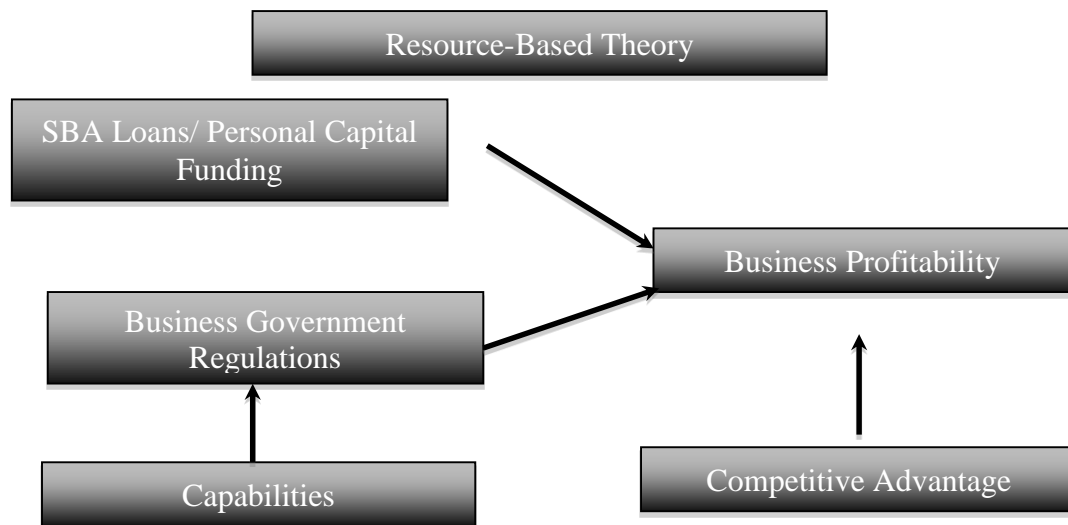 Resource-Based Theory
SBA Loans/ Personal Capital
Funding
Business Profitability
Business Government
Regulations
Capabilities
Competitive Advantage